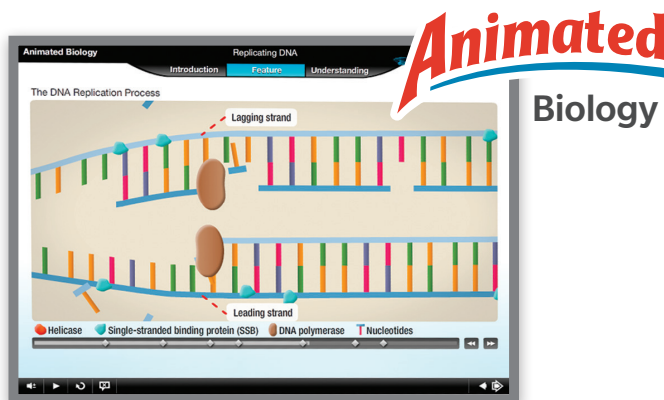 Animated
Biology
Animated Biology
Replicating DNA
Introduction
Feature
Understanding
The DNA Replication Process
Lagging strand
Leading strand
Helicase
Single-stranded binding protein (SSB)
DNA polymerase
Nucleotides